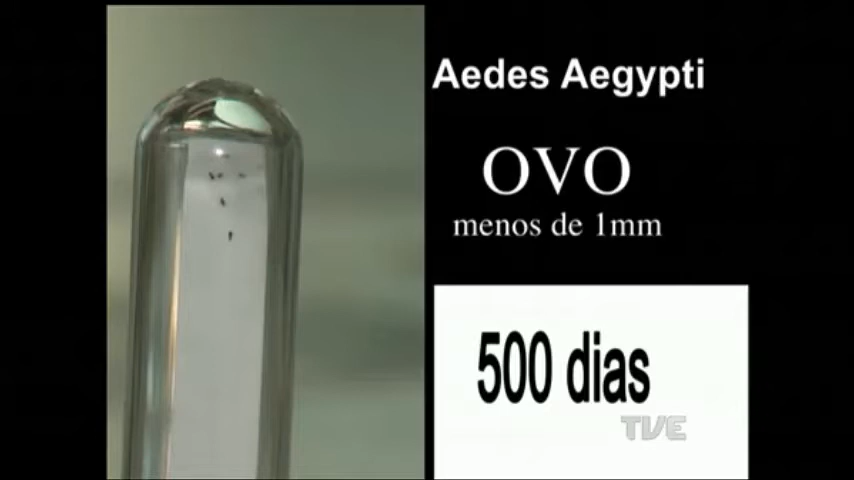 Aedes Aegypti
OVO
menos de 1mm
500 dias
TVE